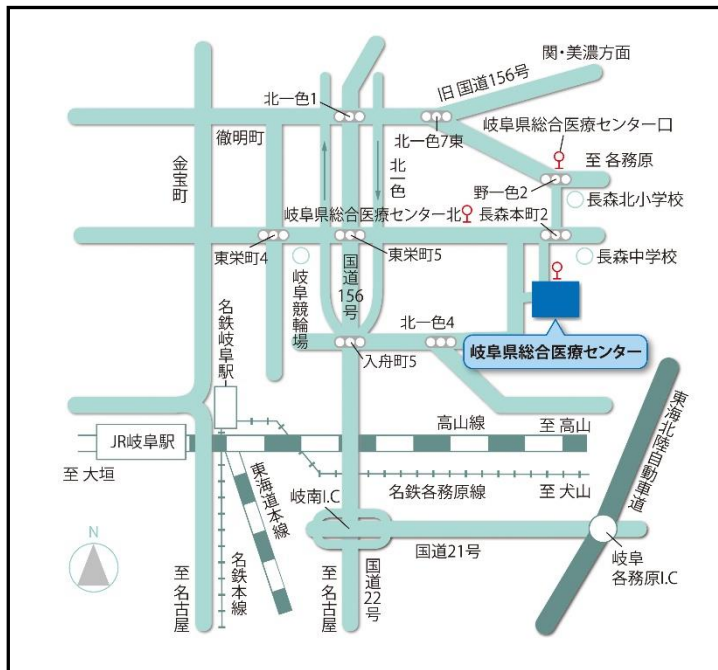 関・美濃方面
旧 国道156号
北一色1
北一色7東
岐阜県総合医療センター口
徹明町
至 各務原
金宝町
北一色
野一色2
長森北小学校
岐阜県総合医療センター北
長森本町2
東栄町4
東栄町5
長森中学校
岐阜競輪場
国道156号
北一色4
入舟町5
岐阜県総合医療センター
名鉄岐阜駅
東海北陸自動車道
高山線
至 高山
JR岐阜駅
至 大垣
東海道本線
名鉄各務原線
至 犬山
岐南I.C
国道21号
岐阜
各務原I.C
N
至 名古屋
名鉄本線
至 名古屋
国道22号